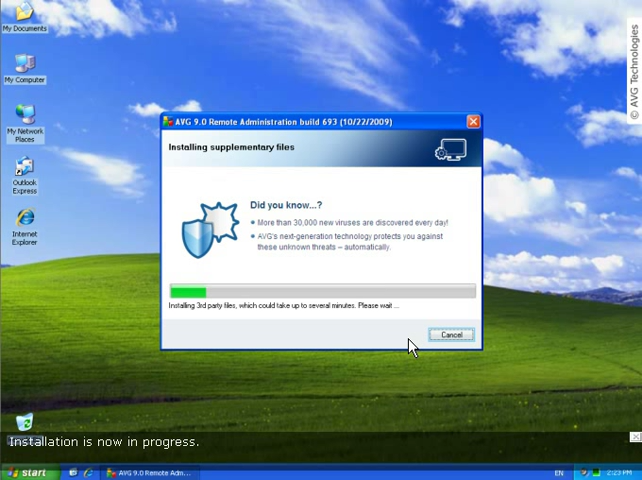 My Documents
My Computer
My Network
Places
Outlook
Express
Internet
Explorer
© AVG Technologies
AVG 9.0 Remote Administration build 693 (10/22/2009)
Installing supplementary files
Did you know...?
More than 30,000 new viruses are discovered every day!
AVG's next-generation technology protects you against
these unknown threats – automatically.
Installing 3rd party files, which could take up to several minutes. Please wait ...
Cancel
Installation is now in progress.
start
AVG 9.0 Remote Adm...
EN
2:23 PM